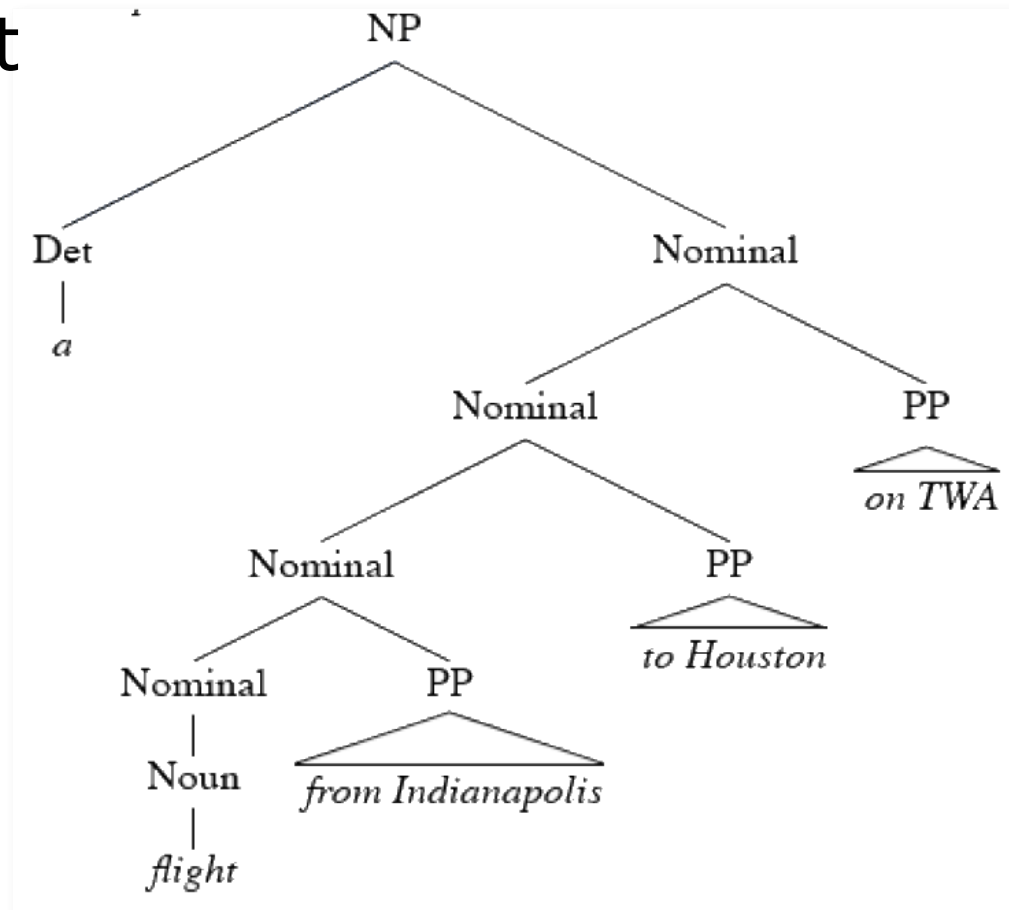 t
NP
Det Nominal
a
Nominal PP
on TWA
Nominal PP
to Houston
Nominal PP
Noun
from Indianapolis
flight